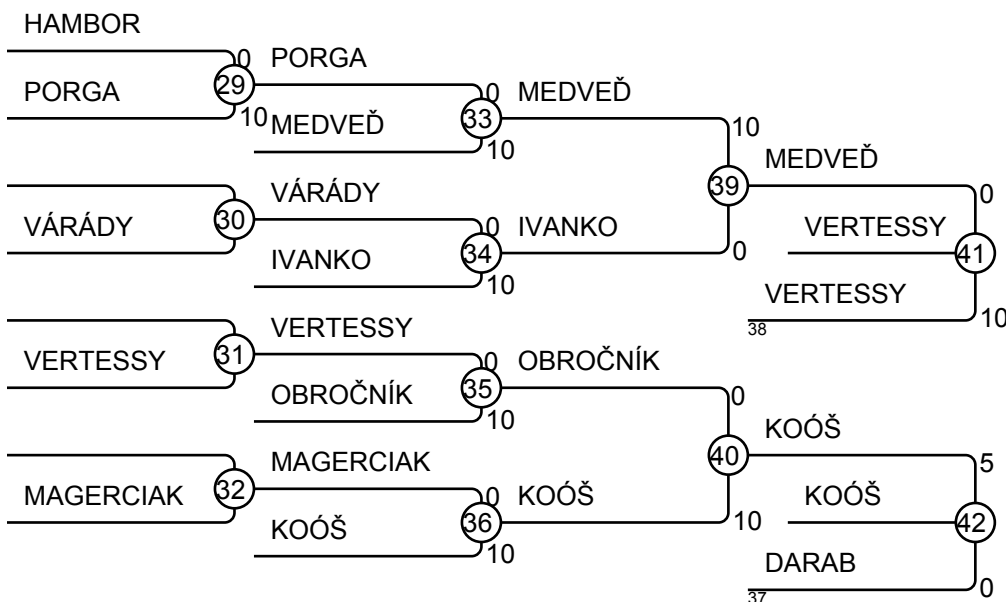 HAMBOR
0 PORGA
29
PORGA
0 MEDVEĎ
10 MEDVEĎ
33
10
10
MEDVEĎ
39
VÁRÁDY
0
VÁRÁDY
30
0 IVANKO
VERTESSY
IVANKO
34
0
41
10
VERTESSY
38
10
VERTESSY
VERTESSY
31
0 OBROČNÍK
OBROČNÍK
35
0
10
KOÓŠ
40
5
MAGERCIAK
MAGERCIAK
32
0 KOÓŠ
KOÓŠ
KOÓŠ
36
10
42
10
DARAB
37
0